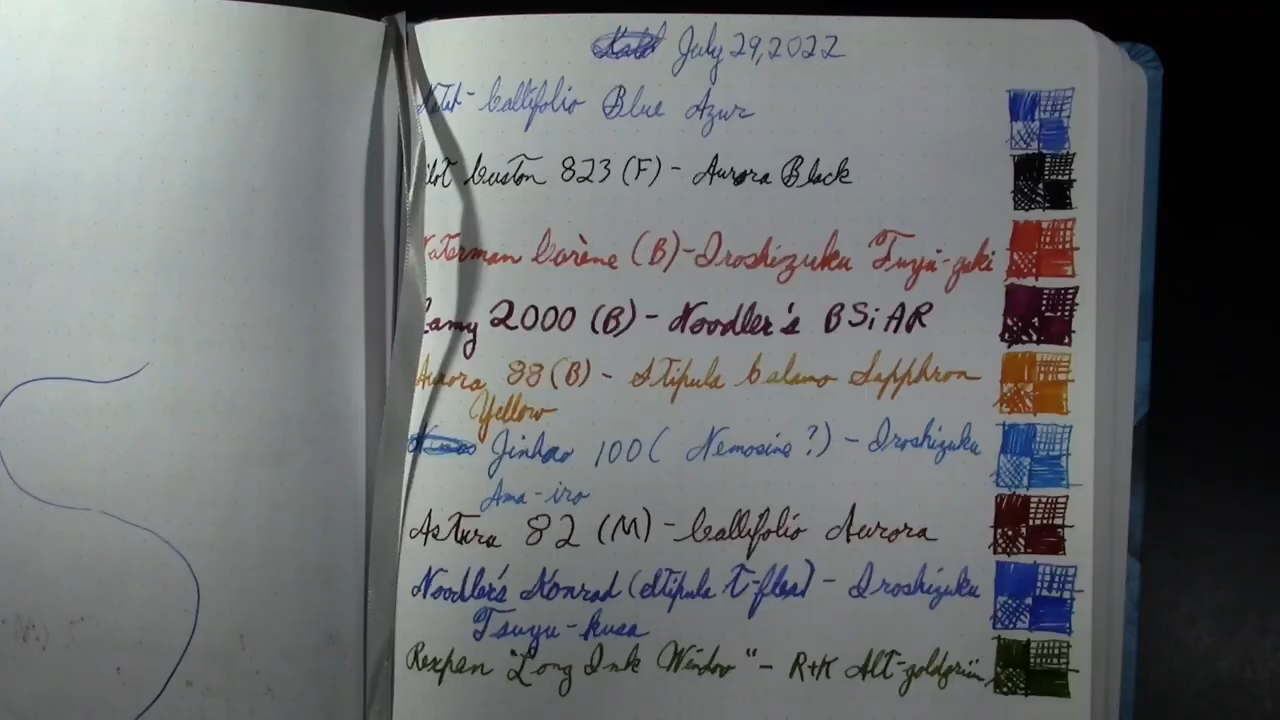 July 29, 2022
Callifolio Blue Azur
Custon 823 (F) - Aurora Black
Waterman Carène (B) - Iroshizuku Fuyu-gaki
Lamy 2000 (B) - Noodler's BSiAR
Aurora 88 (B) - Stipula Calamo Sapphron
Yellow
Jinhao 100 ( Nemosine ?) - Iroshizuku
Ama-iro
Astura 82 (M) - Callifolio Aurora
Noodler's Konrad (Stipula T-flex) - Iroshizuku
Tsuyu-kusa
Rexpen "Long Ink Window" - R+K Alt-goldgrün